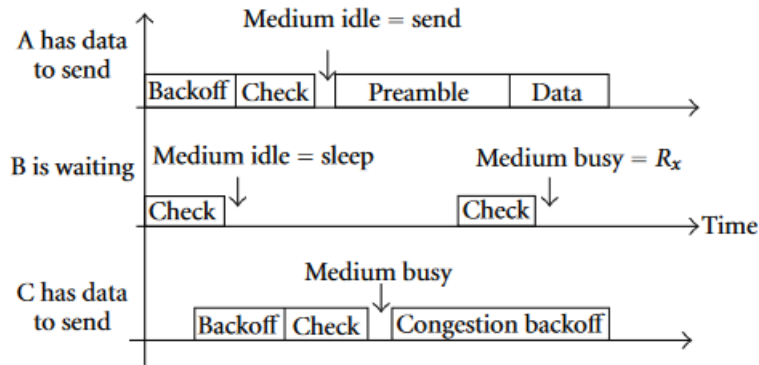 Medium idle = send
A has data
to send
Backoff Check Preamble Data
Medium idle = sleep
Medium busy = Rx
B is waiting
Check Check
Time
Medium busy
C has data
to send
Backoff Check Congestion backoff